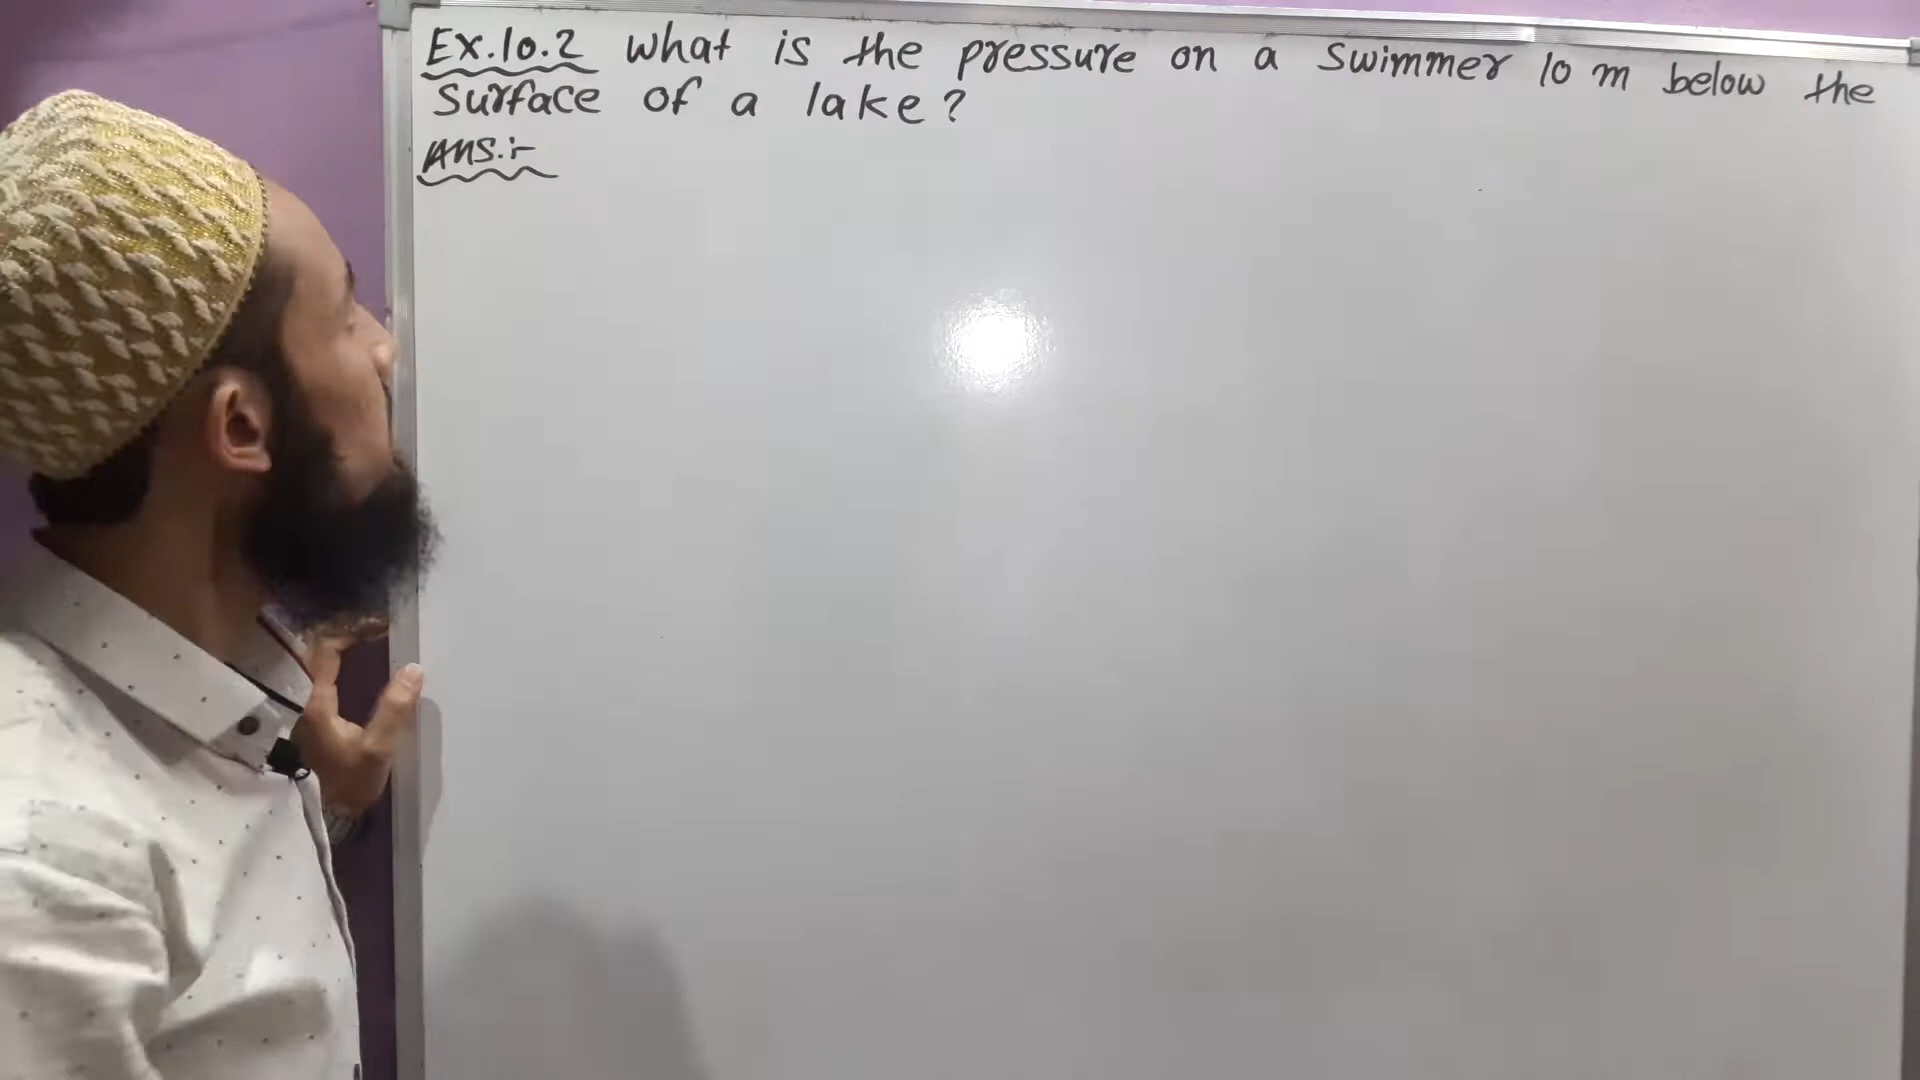 Ex.10.2 What is the pressure on a swimmer 10 m below the
surface of a lake?
Ans.:-